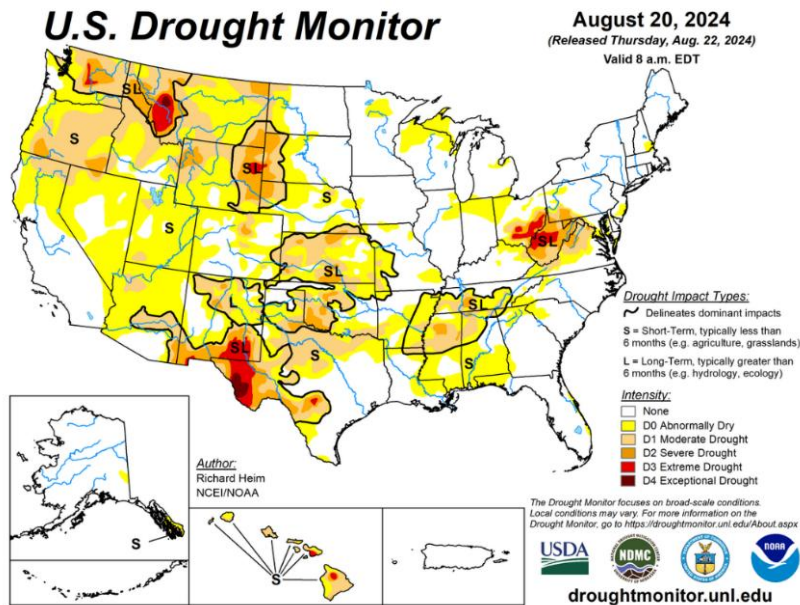 U.S. Drought Monitor
August 20, 2024
(Released Thursday, Aug. 22, 2024)
Valid 8 a.m. EDT
SL
S
SL
S
S
SL
SL
L
SL
SL
S
S
Drought Impact Types:
Delineates dominant impacts
S = Short-Term, typically less than
6 months (e.g. agriculture, grasslands)
L = Long-Term, typically greater than
6 months (e.g. hydrology, ecology)
Intensity:
None
D0 Abnormally Dry
D1 Moderate Drought
D2 Severe Drought
D3 Extreme Drought
D4 Exceptional Drought
S
Author:
Richard Heim
NCEI/NOAA
S
The Drought Monitor focuses on broad-scale conditions.
Local conditions may vary. For more information on the
Drought Monitor, go to https://droughtmonitor.unl.edu/About.aspx
USDA
NDMC
NOAA
droughtmonitor.unl.edu